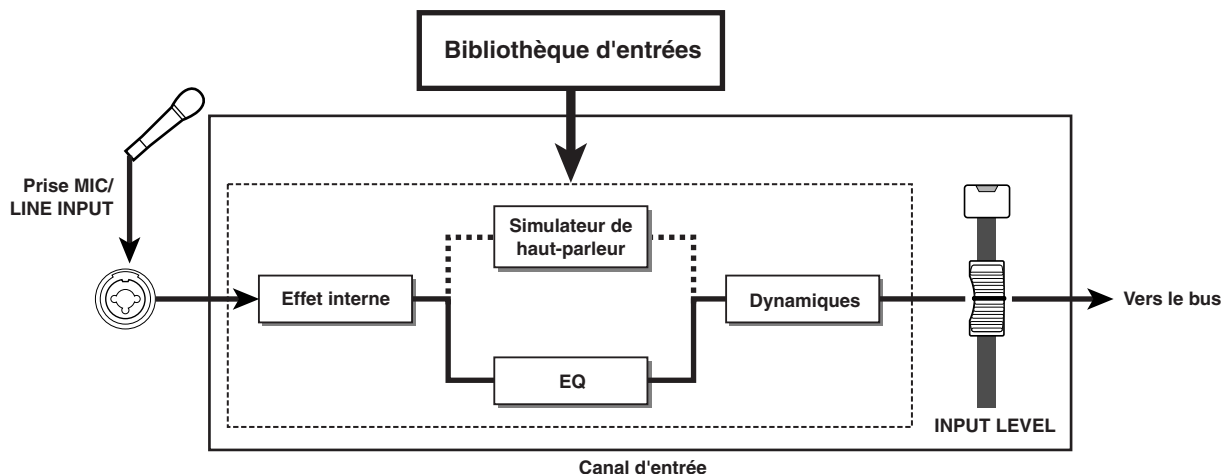 Bibliothèque d'entrées
Prise MIC/
LINE INPUT
Simulateur de
haut-parleur
Effet interne
Dynamiques
Vers le bus
EQ
INPUT LEVEL
Canal d'entrée